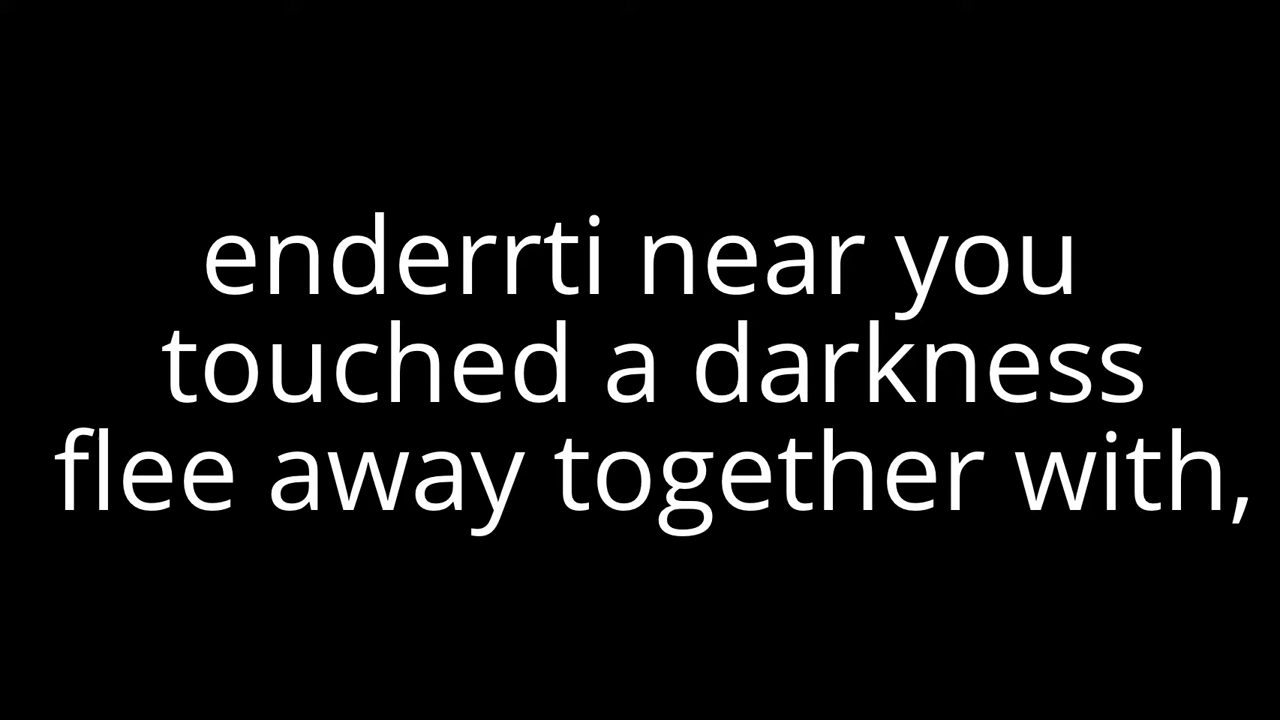 enderrti near you
touched a darkness
flee away together with,